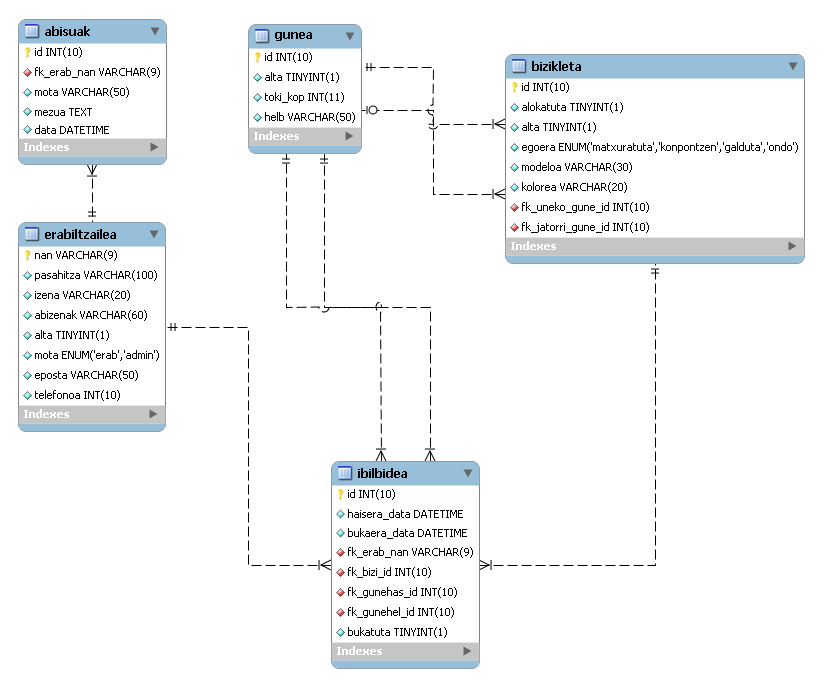 abisuak
id INT(10)
fk_erab_nan VARCHAR(9)
mota VARCHAR(50)
mezua TEXT
data DATETIME
Indexes
gunea
id INT(10)
alta TINYINT(1)
toki_kop INT(11)
helb VARCHAR(50)
Indexes
bizikleta
id INT(10)
alokatuta TINYINT(1)
alta TINYINT(1)
egoera ENUM('matxuratuta','konpontzen','galduta','ondo')
modeloa VARCHAR(30)
kolorea VARCHAR(20)
fk_uneko_gune_id INT(10)
fk_jatorri_gune_id INT(10)
Indexes
erabiltzailea
nan VARCHAR(9)
pasahitza VARCHAR(100)
izena VARCHAR(20)
abizenak VARCHAR(60)
alta TINYINT(1)
mota ENUM('erab','admin')
eposta VARCHAR(50)
telefonoa INT(10)
Indexes
ibilbidea
id INT(10)
haisera_data DATETIME
bukaera_data DATETIME
fk_erab_nan VARCHAR(9)
fk_bizi_id INT(10)
fk_gunehas_id INT(10)
fk_gunehel_id INT(10)
bukatuta TINYINT(1)
Indexes